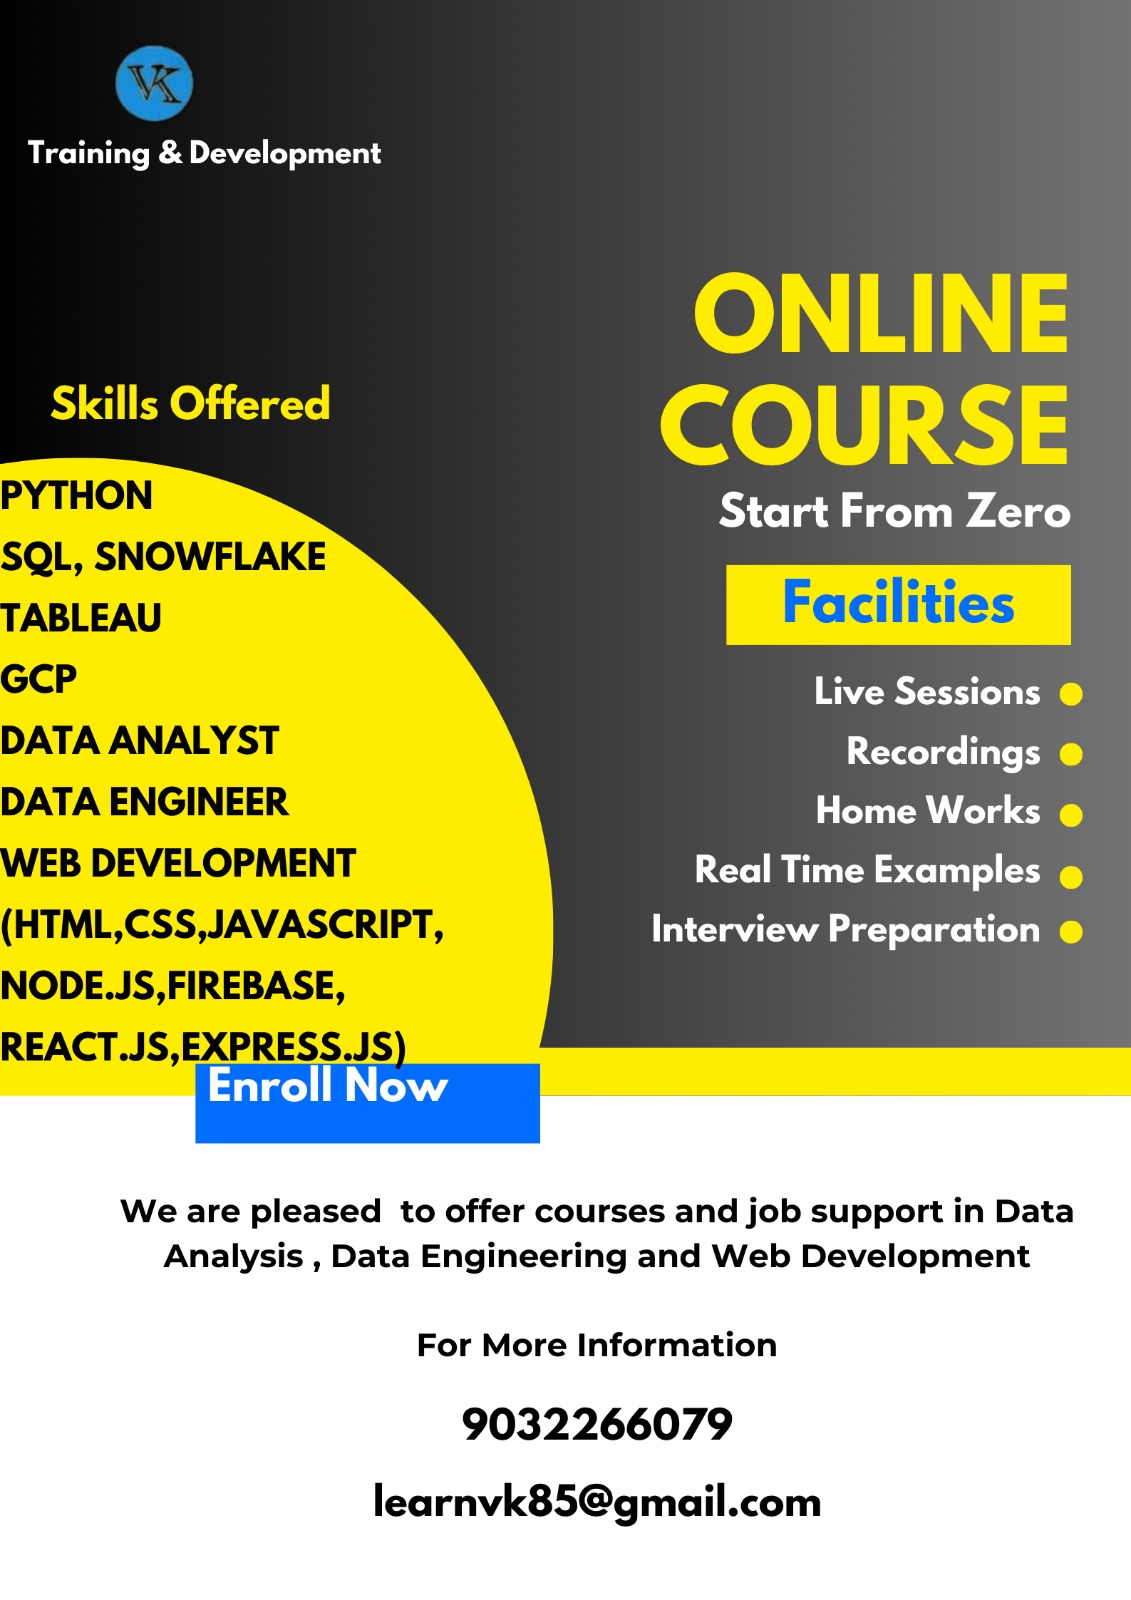 VK
Training & Development
ONLINE
COURSE
Start From Zero
Skills Offered
PYTHON
SQL, SNOWFLAKE
TABLEAU
GCP
DATA ANALYST
DATA ENGINEER
WEB DEVELOPMENT
(HTML,CSS,JAVASCRIPT,
NODE.JS,FIREBASE,
REACT.JS,EXPRESS.JS)
Facilities
Live Sessions
Recordings
Home Works
Real Time Examples
Interview Preparation
Enroll Now
We are pleased  to offer courses and job support in Data
Analysis , Data Engineering and Web Development
For More Information
9032266079
learnvk85@gmail.com